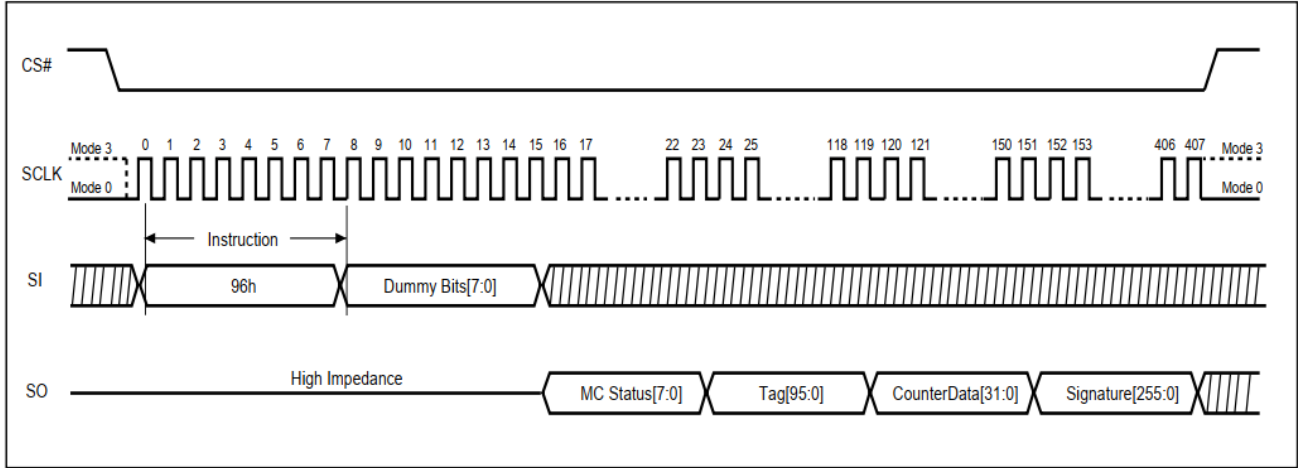 CS#
0 1 2 3 4 5 6 7 8 9 10 11 12 13 14 15 16 17 22 23 24 25 118 119 120 121 150 151 152 153 406 407
Mode 3 Mode 3
SCLK
Mode 0 Mode 0
Instruction
SI 96h Dummy Bits[7:0]
High Impedance
SO MC Status[7:0] Tag[95:0] CounterData[31:0] Signature[255:0]